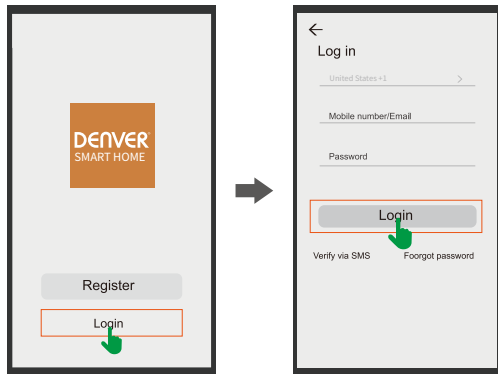 DENVER
SMART HOME
Register
Login
Log in
United States +1
Mobile number/Email
Password
Login
Verify via SMS
Foorgot password